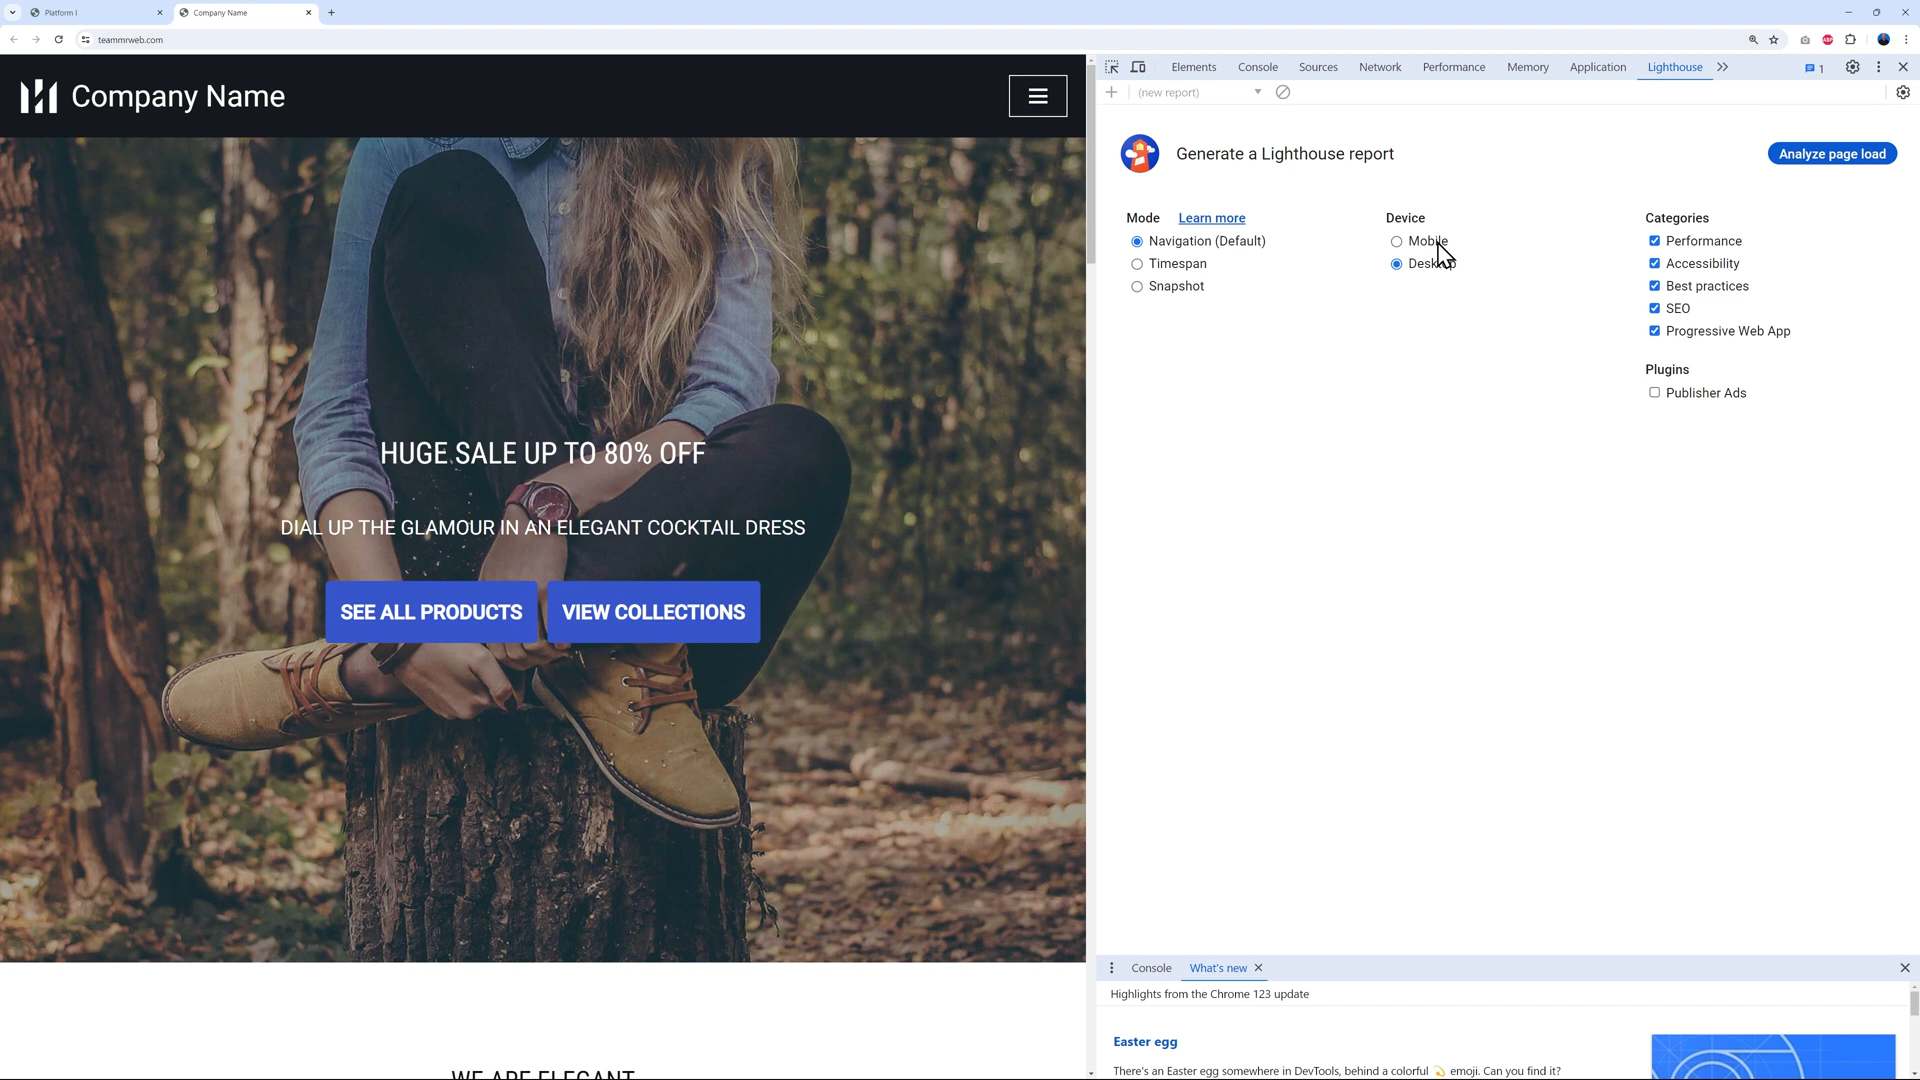 Platform I
Company Name
teammrweb.com
Company Name
HUGE SALE UP TO 80% OFF
DIAL UP THE GLAMOUR IN AN ELEGANT COCKTAIL DRESS
SEE ALL PRODUCTS
VIEW COLLECTIONS
WE ARE ELEGANT
Elements
Console
Sources
Network
Performance
Memory
Application
Lighthouse
1
(new report)
Generate a Lighthouse report
Analyze page load
Mode
Learn more
Navigation (Default)
Timespan
Snapshot
Device
Mobile
Desktop
Categories
Performance
Accessibility
Best practices
SEO
Progressive Web App
Plugins
Publisher Ads
Console
What's new
Highlights from the Chrome 123 update
Easter egg
There's an Easter egg somewhere in DevTools, behind a colorful 💫 emoji. Can you find it?